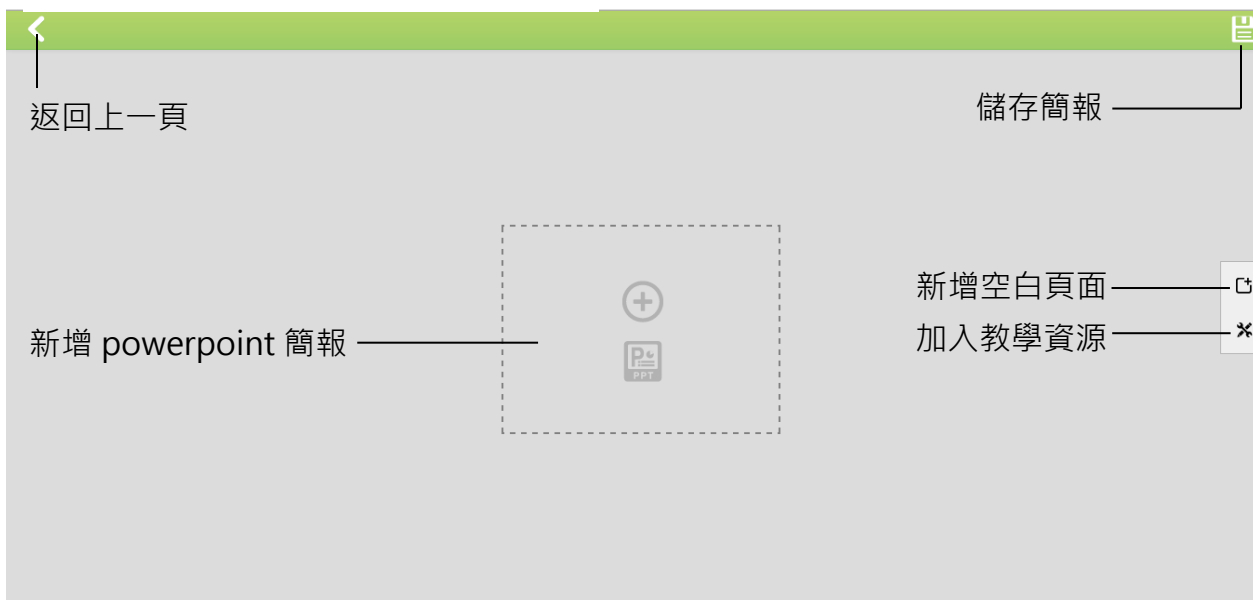 返回上一頁
儲存簡報
新增空白頁面
新增 powerpoint 簡報
加入教學資源
PPT